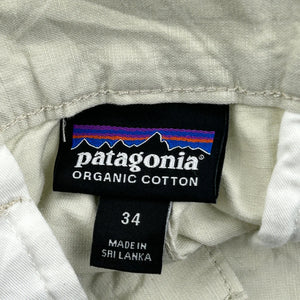 patagonia®
ORGANIC COTTON
34
MADE IN
SRI LANKA